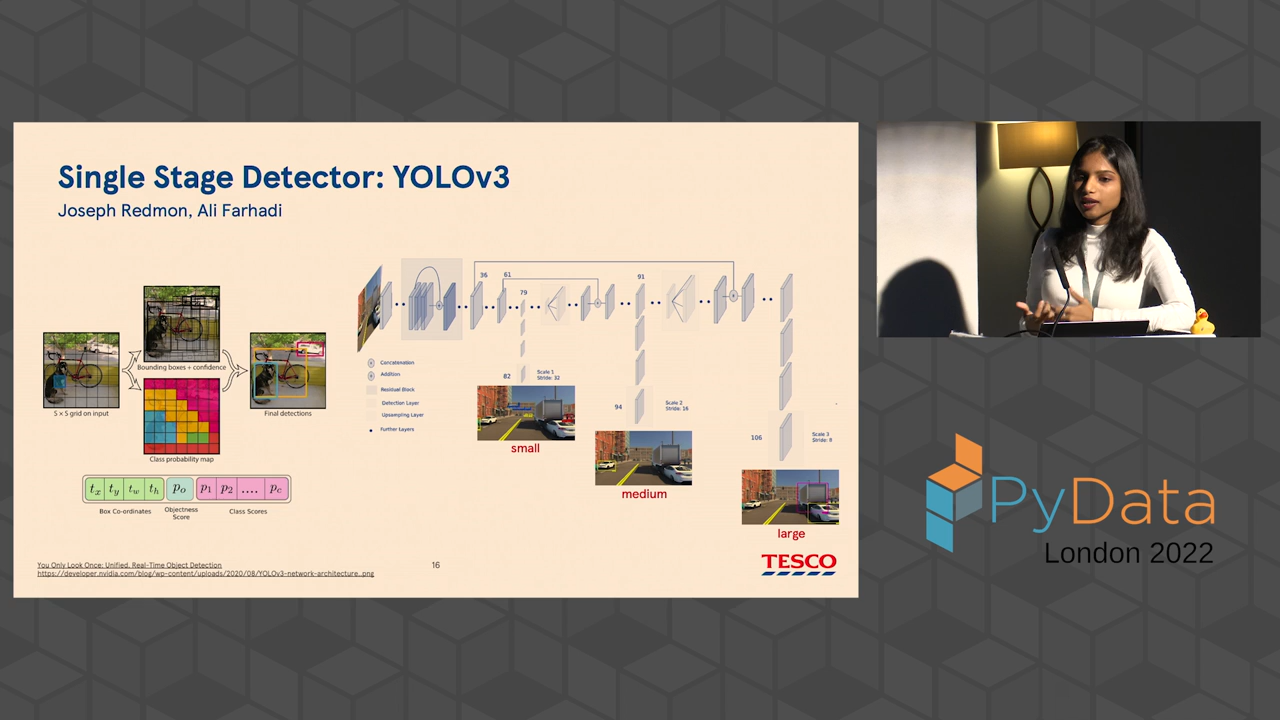 Single Stage Detector: YOLOv3
Joseph Redmon, Ali Farhadi
S × S grid on input
Bounding boxes + confidence
Class probability map
Final detections
tx ty tw th po p1 p2 .... pc
Box Co-ordinates
Objectness
Score
Class Scores
36
61
79
91
Concatenation
Addition
Residual Block
Detection Layer
Upsampling Layer
Further Layers
82
Scale 1
Stride: 32
small
94
Scale 2
Stride: 16
medium
106
Scale 3
Stride: 8
large
You Only Look Once: Unified, Real-Time Object Detection
https://developer.nvidia.com/blog/wp-content/uploads/2020/08/YOLOv3-network-architecture..png
16
TESCO
PyData
London 2022